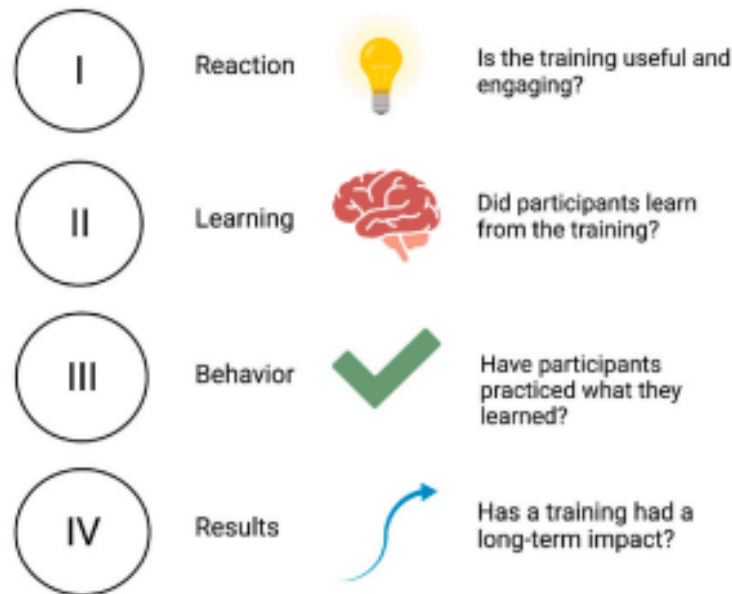 I
Reaction
Is the training useful and
engaging?
II
Learning
Did participants learn
from the training?
III
Behavior
Have participants
practiced what they
learned?
IV
Results
Has a training had a
long-term impact?